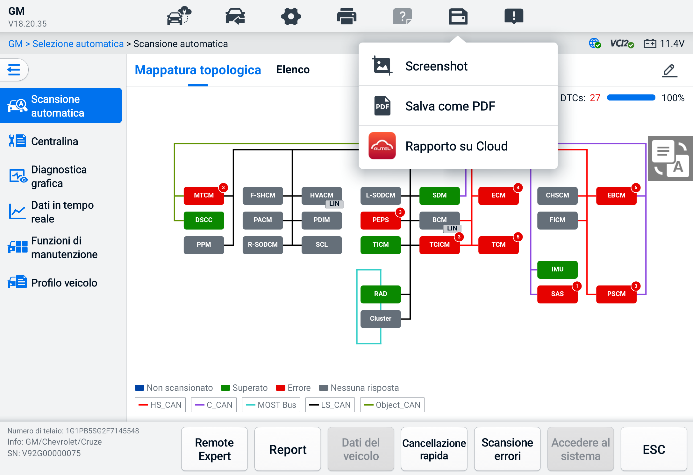 GM
V18.20.35
GM > Selezione automatica > Scansione automatica
VCI2
11.4V
Mappatura topologica
Elenco
Screenshot
PDF
Salva come PDF
AUTEL
Rapporto su Cloud
DTCs: 27
100%
Scansione
automatica
Centralina
Diagnostica
grafica
Dati in tempo
reale
Funzioni di
manutenzione
Profilo veicolo
A
MTCM
F-SHCM
HVACM
LIN
L-SODCM
SDM
ECM
CHSCM
EBCM
DSCC
PACM
PDIM
PEPS
BCM
LIN
FICM
PPM
R-SODCM
SCL
TICM
TCICM
TCM
IMU
RAD
SAS
1
PSCM
3
Cluster
Non scansionato
Superato
Errore
Nessuna risposta
HS_CAN
C_CAN
MOST Bus
LS_CAN
Object_CAN
Numero di telaio: 1G1PB5SG2F7145548
Info: GM/Chevrolet/Cruze
SN: V92G00000075
Remote
Expert
Report
Dati del
veicolo
Cancellazione
rapida
Scansione
errori
Accedere al
sistema
ESC